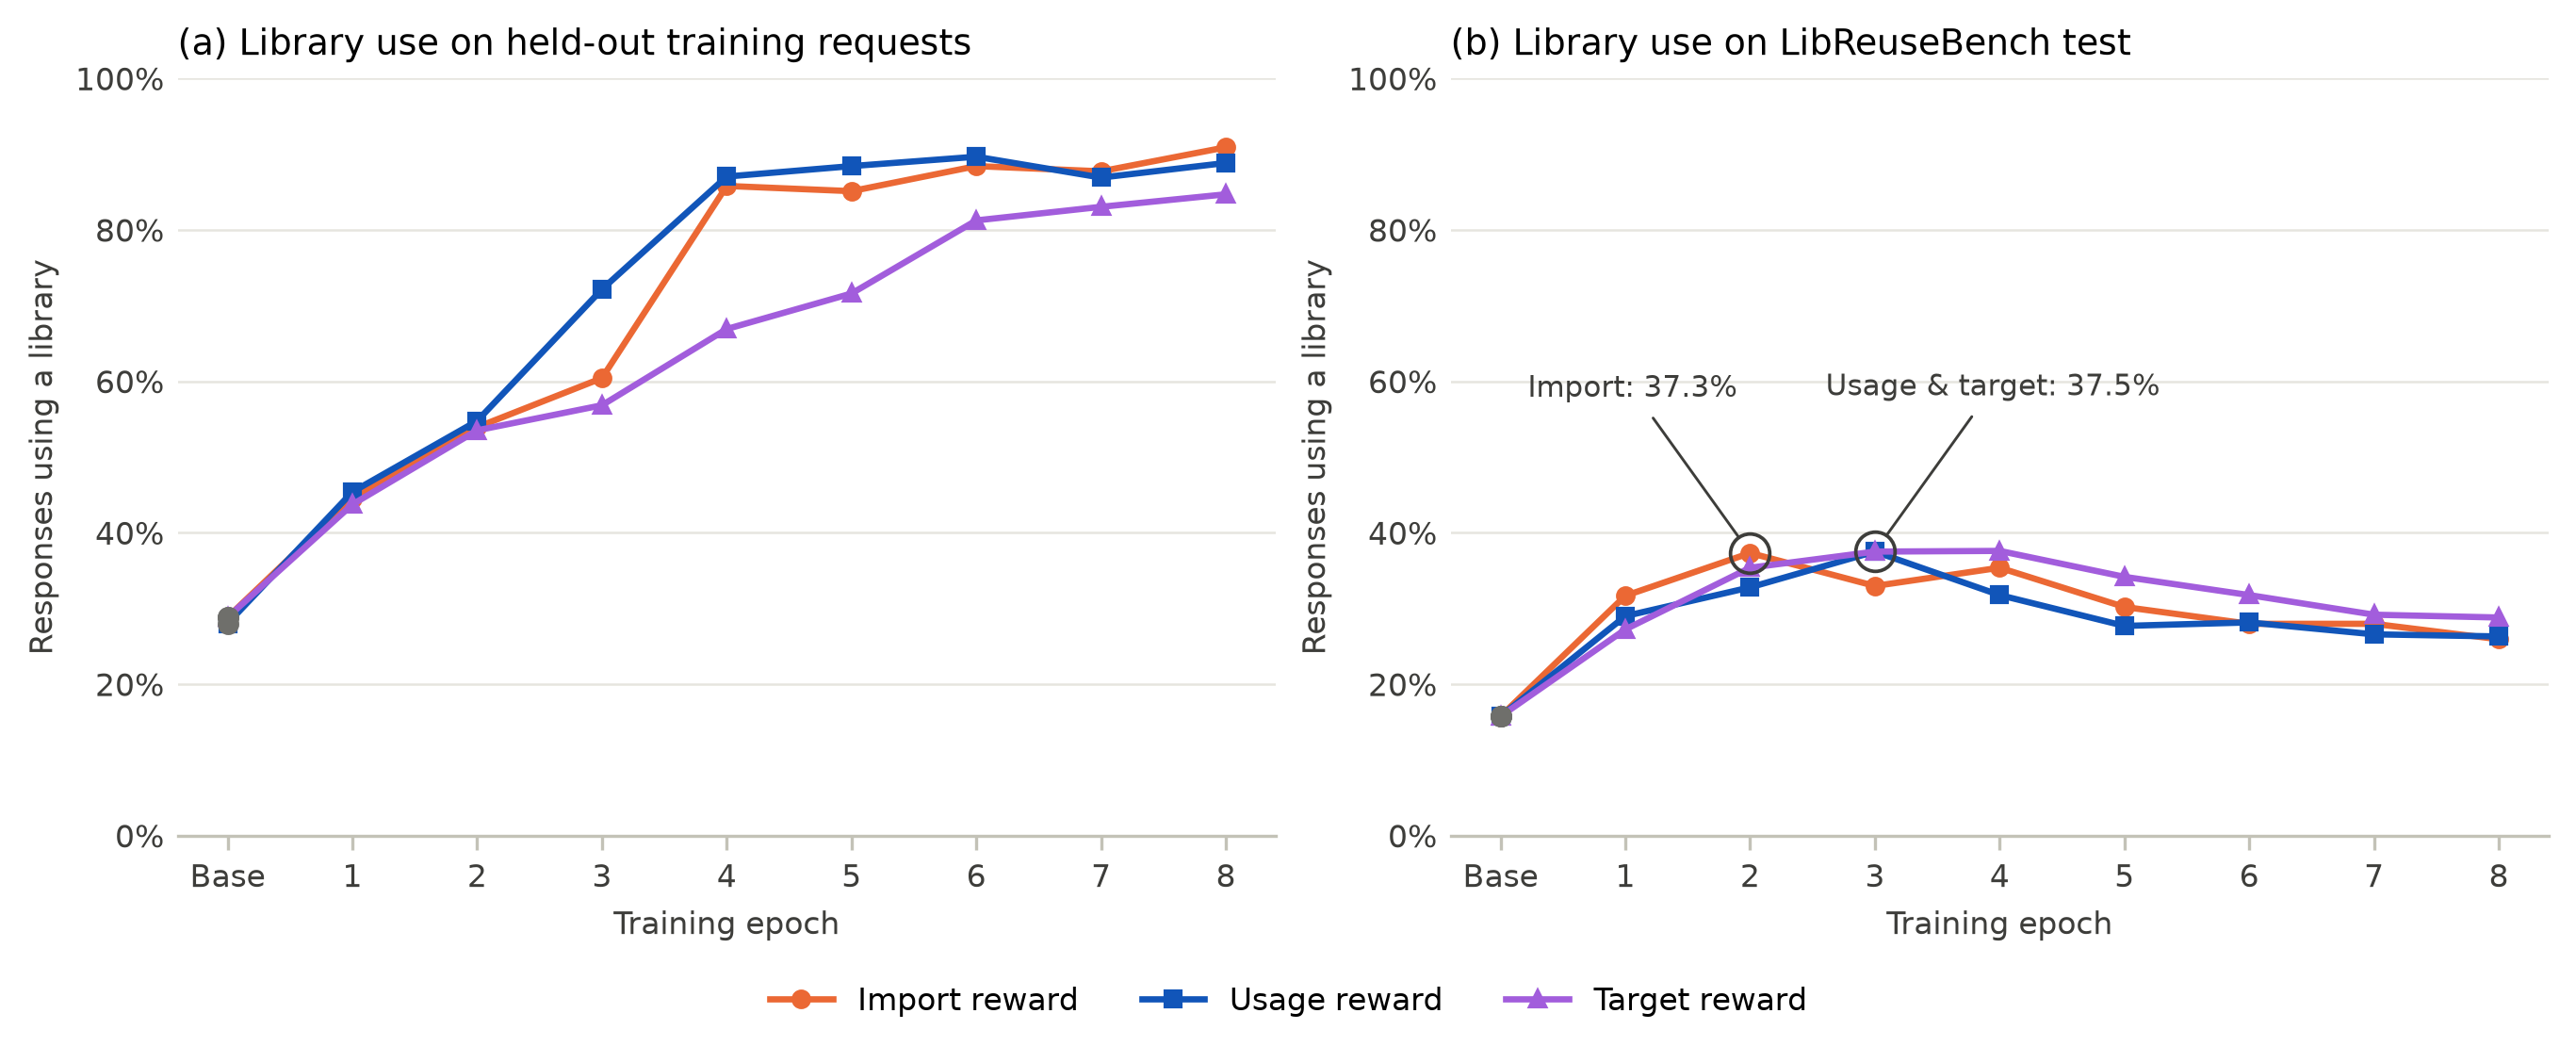 (a) Library use on held-out training requests
100%
80%
60%
40%
20%
0%
Responses using a library
Base 1 2 3 4 5 6 7 8
Training epoch
(b) Library use on LibReuseBench test
100%
80%
60%
40%
20%
0%
Responses using a library
Import: 37.3%
Usage & target: 37.5%
Base 1 2 3 4 5 6 7 8
Training epoch
Import reward
Usage reward
Target reward